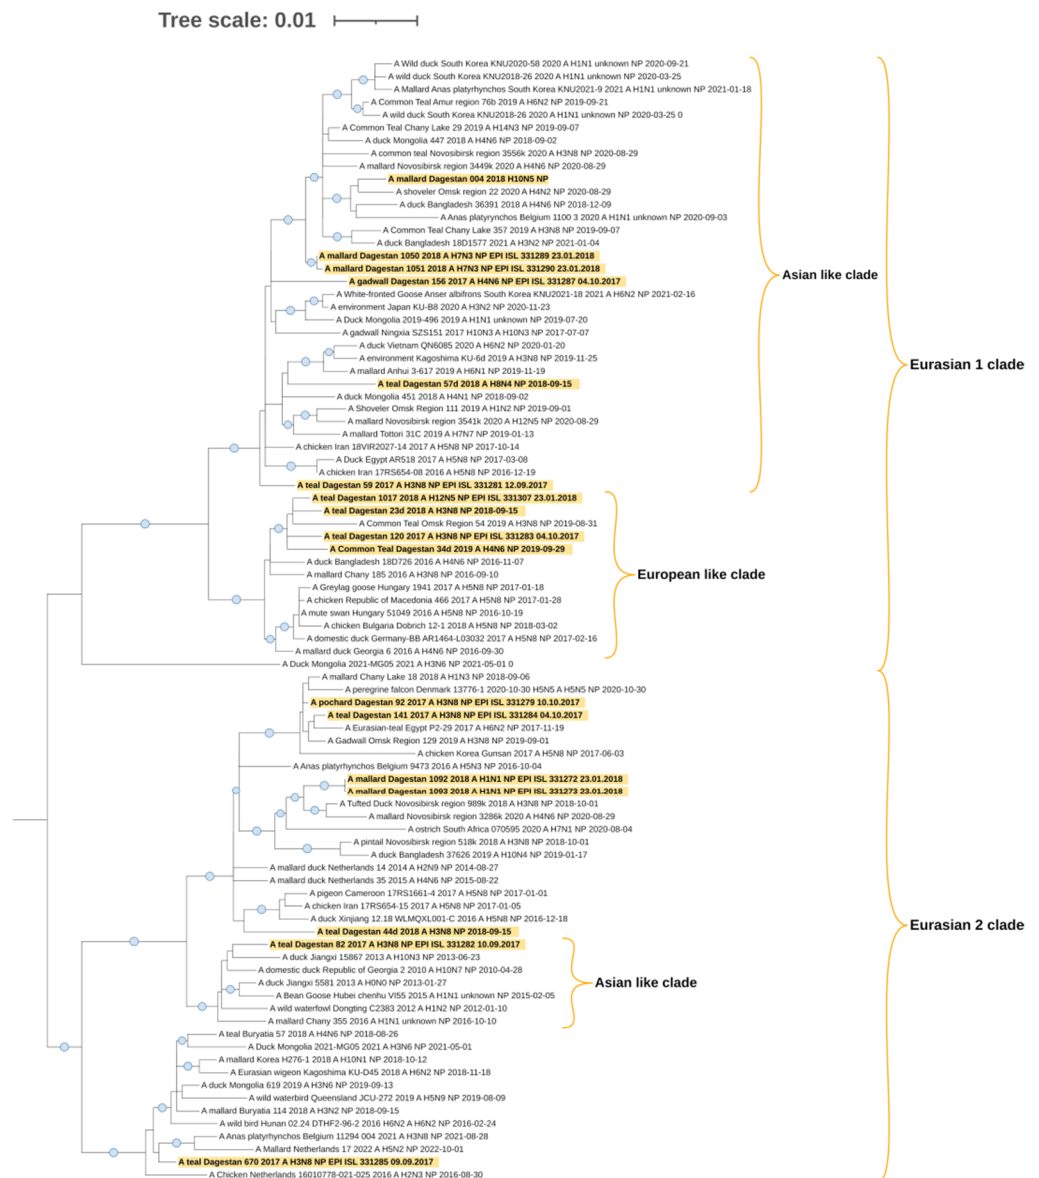 Tree scale: 0.01
A Wild duck South Korea KNU2020-58 2020 A H1N1 unknown NP 2020-09-21
A wild duck South Korea KNU2018-26 2020 A H1N1 unknown NP 2020-03-25
A Mallard Anas platyrhynchos South Korea KNU2021-9 2021 A H1N1 unknown NP 2021-01-18
A Common Teal Amur region 76b 2019 A H6N2 NP 2019-09-21
A wild duck South Korea KNU2018-26 2020 A H1N1 unknown NP 2020-03-25 0
A Common Teal Chany Lake 29 2019 A H14N3 NP 2019-09-07
A duck Mongolia 447 2018 A H4N6 NP 2018-09-02
A common teal Novosibirsk region 3556k 2020 A H3N8 NP 2020-08-29
A mallard Novosibirsk region 3449k 2020 A H4N6 NP 2020-08-29
A mallard Dagestan 004 2018 H10N5 NP
A shoveler Omsk region 22 2020 A H4N2 NP 2020-08-29
A duck Bangladesh 36391 2018 A H4N6 NP 2018-12-09
A Anas platyrynchos Belgium 1100 3 2020 A H1N1 unknown NP 2020-09-03
A Common Teal Chany Lake 357 2019 A H3N8 NP 2019-09-07
A duck Bangladesh 18D1577 2021 A H3N2 NP 2021-01-04
A mallard Dagestan 1050 2018 A H7N3 NP EPI ISL 331289 23.01.2018
A mallard Dagestan 1051 2018 A H7N3 NP EPI ISL 331290 23.01.2018
Asian like clade
A gadwall Dagestan 156 2017 A H4N6 NP EPI ISL 331287 04.10.2017
A White-fronted Goose Anser albifrons South Korea KNU2021-18 2021 A H6N2 NP 2021-02-16
A environment Japan KU-B8 2020 A H3N2 NP 2020-11-23
A Duck Mongolia 2019-496 2019 A H1N1 unknown NP 2019-07-20
A gadwall Ningxia SZS151 2017 H10N3 A H10N3 NP 2017-07-07
A duck Vietnam QN6085 2020 A H6N2 NP 2020-01-20
A environment Kagoshima KU-6d 2019 A H3N8 NP 2019-11-25
Eurasian 1 clade
A mallard Anhui 3-617 2019 A H6N1 NP 2019-11-19
A teal Dagestan 57d 2018 A H8N4 NP 2018-09-15
A duck Mongolia 451 2018 A H4N1 NP 2018-09-02
A Shoveler Omsk Region 111 2019 A H1N2 NP 2019-09-01
A mallard Novosibirsk region 3541k 2020 A H12N5 NP 2020-08-29
A mallard Tottori 31C 2019 A H7N7 NP 2019-01-13
A chicken Iran 18VIR2027-14 2017 A H5N8 NP 2017-10-14
A Duck Egypt AR518 2017 A H5N8 NP 2017-03-08
A chicken Iran 17RS654-08 2016 A H5N8 NP 2016-12-19
A teal Dagestan 59 2017 A H3N8 NP EPI ISL 331281 12.09.2017
A teal Dagestan 1017 2018 A H12N5 NP EPI ISL 331307 23.01.2018
A teal Dagestan 23d 2018 A H3N8 NP 2018-09-15
A Common Teal Omsk Region 54 2019 A H3N8 NP 2019-08-31
A teal Dagestan 120 2017 A H3N8 NP EPI ISL 331283 04.10.2017
A Common Teal Dagestan 34d 2019 A H4N6 NP 2019-09-29
A duck Bangladesh 18D726 2016 A H4N6 NP 2016-11-07
A mallard Chany 185 2016 A H3N8 NP 2016-09-10
European like clade
A Greylag goose Hungary 1941 2017 A H5N8 NP 2017-01-18
A chicken Republic of Macedonia 466 2017 A H5N8 NP 2017-01-28
A mute swan Hungary 51049 2016 A H5N8 NP 2016-10-19
A chicken Bulgaria Dobrich 12-1 2018 A H5N8 NP 2018-03-02
A domestic duck Germany-BB AR1464-L03032 2017 A H5N8 NP 2017-02-16
A mallard duck Georgia 6 2016 A H4N6 NP 2016-09-30
A Duck Mongolia 2021-MG05 2021 A H3N6 NP 2021-05-01 0
A mallard Chany Lake 18 2018 A H1N3 NP 2018-09-06
A peregrine falcon Denmark 13776-1 2020-10-30 H5N5 A H5N5 NP 2020-10-30
A pochard Dagestan 92 2017 A H3N8 NP EPI ISL 331279 10.10.2017
A teal Dagestan 141 2017 A H3N8 NP EPI ISL 331284 04.10.2017
A Eurasian-teal Egypt P2-29 2017 A H6N2 NP 2017-11-19
A Gadwall Omsk Region 129 2019 A H3N8 NP 2019-09-01
A chicken Korea Gunsan 2017 A H5N8 NP 2017-06-03
A Anas platyrhynchos Belgium 9473 2016 A H5N3 NP 2016-10-04
A mallard Dagestan 1092 2018 A H1N1 NP EPI ISL 331272 23.01.2018
A mallard Dagestan 1093 2018 A H1N1 NP EPI ISL 331273 23.01.2018
A Tufted Duck Novosibirsk region 989k 2018 A H3N8 NP 2018-10-01
A mallard Novosibirsk region 3286k 2020 A H4N6 NP 2020-08-29
A ostrich South Africa 070595 2020 A H7N1 NP 2020-08-04
A pintail Novosibirsk region 518k 2018 A H3N8 NP 2018-10-01
A duck Bangladesh 37626 2019 A H10N4 NP 2019-01-17
A mallard duck Netherlands 14 2014 A H2N9 NP 2014-08-27
A mallard duck Netherlands 35 2015 A H4N6 NP 2015-08-22
A pigeon Cameroon 17RS1661-4 2017 A H5N8 NP 2017-01-01
A chicken Iran 17RS654-15 2017 A H5N8 NP 2017-01-05
A duck Xinjiang 12.18 WLMQXL001-C 2016 A H5N8 NP 2016-12-18
Eurasian 2 clade
A teal Dagestan 44d 2018 A H3N8 NP 2018-09-15
A teal Dagestan 82 2017 A H3N8 NP EPI ISL 331282 10.09.2017
A duck Jiangxi 15867 2013 A H10N3 NP 2013-06-23
A domestic duck Republic of Georgia 2 2010 A H10N7 NP 2010-04-28
A duck Jiangxi 5581 2013 A H0N0 NP 2013-01-27
Asian like clade
A Bean Goose Hubei chenhu VI55 2015 A H1N1 unknown NP 2015-02-05
A wild waterfowl Dongting C2383 2012 A H1N2 NP 2012-01-10
A mallard Chany 355 2016 A H1N1 unknown NP 2016-10-10
A teal Buryatia 57 2018 A H4N6 NP 2018-08-26
A Duck Mongolia 2021-MG05 2021 A H3N6 NP 2021-05-01
A mallard Korea H276-1 2018 A H10N1 NP 2018-10-12
A Eurasian wigeon Kagoshima KU-D45 2018 A H6N2 NP 2018-11-18
A duck Mongolia 619 2019 A H3N6 NP 2019-09-13
A wild waterbird Queensland JCU-272 2019 A H5N9 NP 2019-08-09
A mallard Buryatia 114 2018 A H3N2 NP 2018-09-15
A wild bird Hunan 02.24 DTHF2-96-2 2016 H6N2 A H6N2 NP 2016-02-24
A Anas platyrhynchos Belgium 11294 004 2021 A H3N8 NP 2021-08-28
A Mallard Netherlands 17 2022 A H5N2 NP 2022-10-01
A teal Dagestan 670 2017 A H3N8 NP EPI ISL 331285 09.09.2017
A Chicken Netherlands 16010778-021-025 2016 A H2N3 NP 2016-08-30